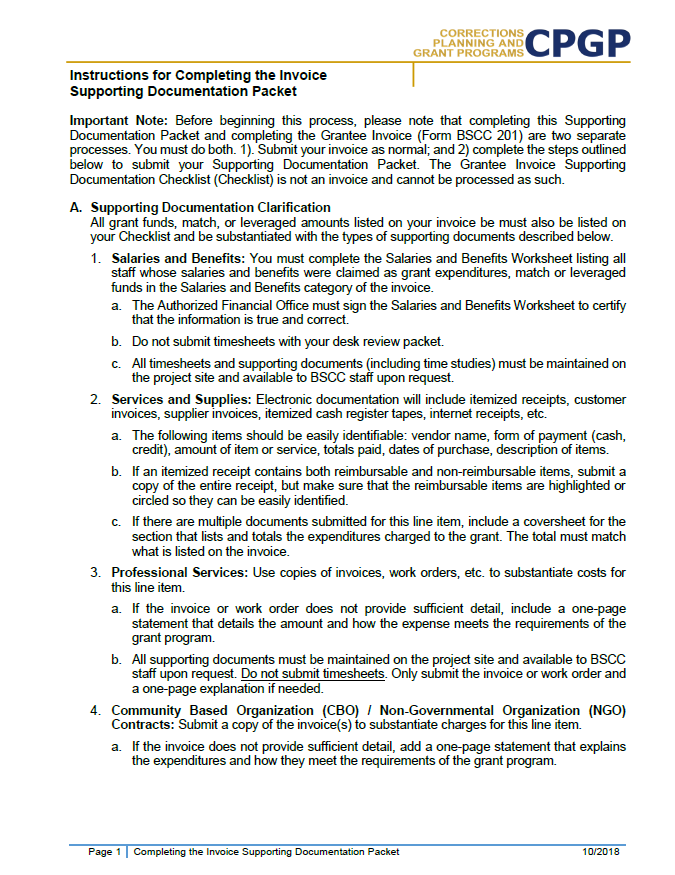 CORRECTIONS
PLANNING AND
GRANT PROGRAMS
CPGP
Instructions for Completing the Invoice
Supporting Documentation Packet
Important Note: Before beginning this process, please note that completing this Supporting
Documentation Packet and completing the Grantee Invoice (Form BSCC 201) are two separate
processes. You must do both. 1). Submit your invoice as normal; and 2) complete the steps outlined
below to submit your Supporting Documentation Packet. The Grantee Invoice Supporting
Documentation Checklist (Checklist) is not an invoice and cannot be processed as such.
A. Supporting Documentation Clarification
All grant funds, match, or leveraged amounts listed on your invoice be must also be listed on
your Checklist and be substantiated with the types of supporting documents described below.
1. Salaries and Benefits: You must complete the Salaries and Benefits Worksheet listing all
staff whose salaries and benefits were claimed as grant expenditures, match or leveraged
funds in the Salaries and Benefits category of the invoice.
a. The Authorized Financial Office must sign the Salaries and Benefits Worksheet to certify
that the information is true and correct.
b. Do not submit timesheets with your desk review packet.
c. All timesheets and supporting documents (including time studies) must be maintained on
the project site and available to BSCC staff upon request.
2. Services and Supplies: Electronic documentation will include itemized receipts, customer
invoices, supplier invoices, itemized cash register tapes, internet receipts, etc.
a. The following items should be easily identifiable: vendor name, form of payment (cash,
credit), amount of item or service, totals paid, dates of purchase, description of items.
b. If an itemized receipt contains both reimbursable and non-reimbursable items, submit a
copy of the entire receipt, but make sure that the reimbursable items are highlighted or
circled so they can be easily identified.
c. If there are multiple documents submitted for this line item, include a coversheet for the
section that lists and totals the expenditures charged to the grant. The total must match
what is listed on the invoice.
3. Professional Services: Use copies of invoices, work orders, etc. to substantiate costs for
this line item.
a. If the invoice or work order does not provide sufficient detail, include a one-page
statement that details the amount and how the expense meets the requirements of the
grant program.
b. All supporting documents must be maintained on the project site and available to BSCC
staff upon request. Do not submit timesheets. Only submit the invoice or work order and
a one-page explanation if needed.
4. Community Based Organization (CBO) / Non-Governmental Organization (NGO)
Contracts: Submit a copy of the invoice(s) to substantiate charges for this line item.
a. If the invoice does not provide sufficient detail, add a one-page statement that explains
the expenditures and how they meet the requirements of the grant program.
Page 1 Completing the Invoice Supporting Documentation Packet 10/2018